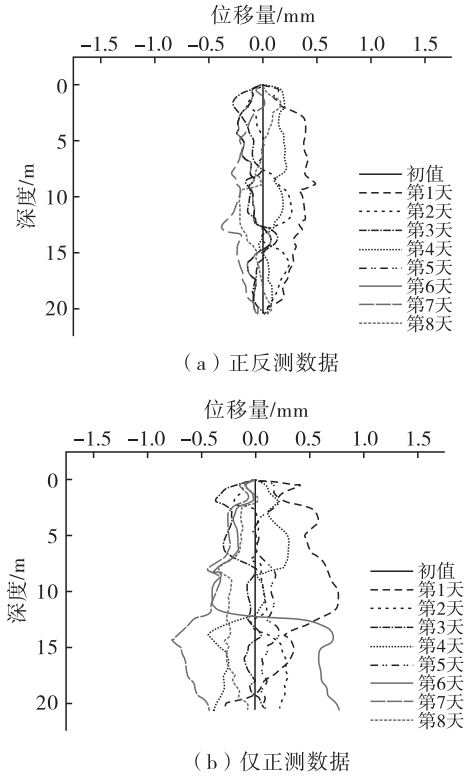 位移量/mm
−1.5 −1.0 −0.5 0.0 0.5 1.0 1.5
0
5
10
15
20
深度/m
初值
第1天
第2天
第3天
第4天
第5天
第6天
第7天
第8天
（a）正反测数据
位移量/mm
−1.5 −1.0 −0.5 0.0 0.5 1.0 1.5
0
5
10
15
20
深度/m
初值
第1天
第2天
第3天
第4天
第5天
第6天
第7天
第8天
（b）仅正测数据